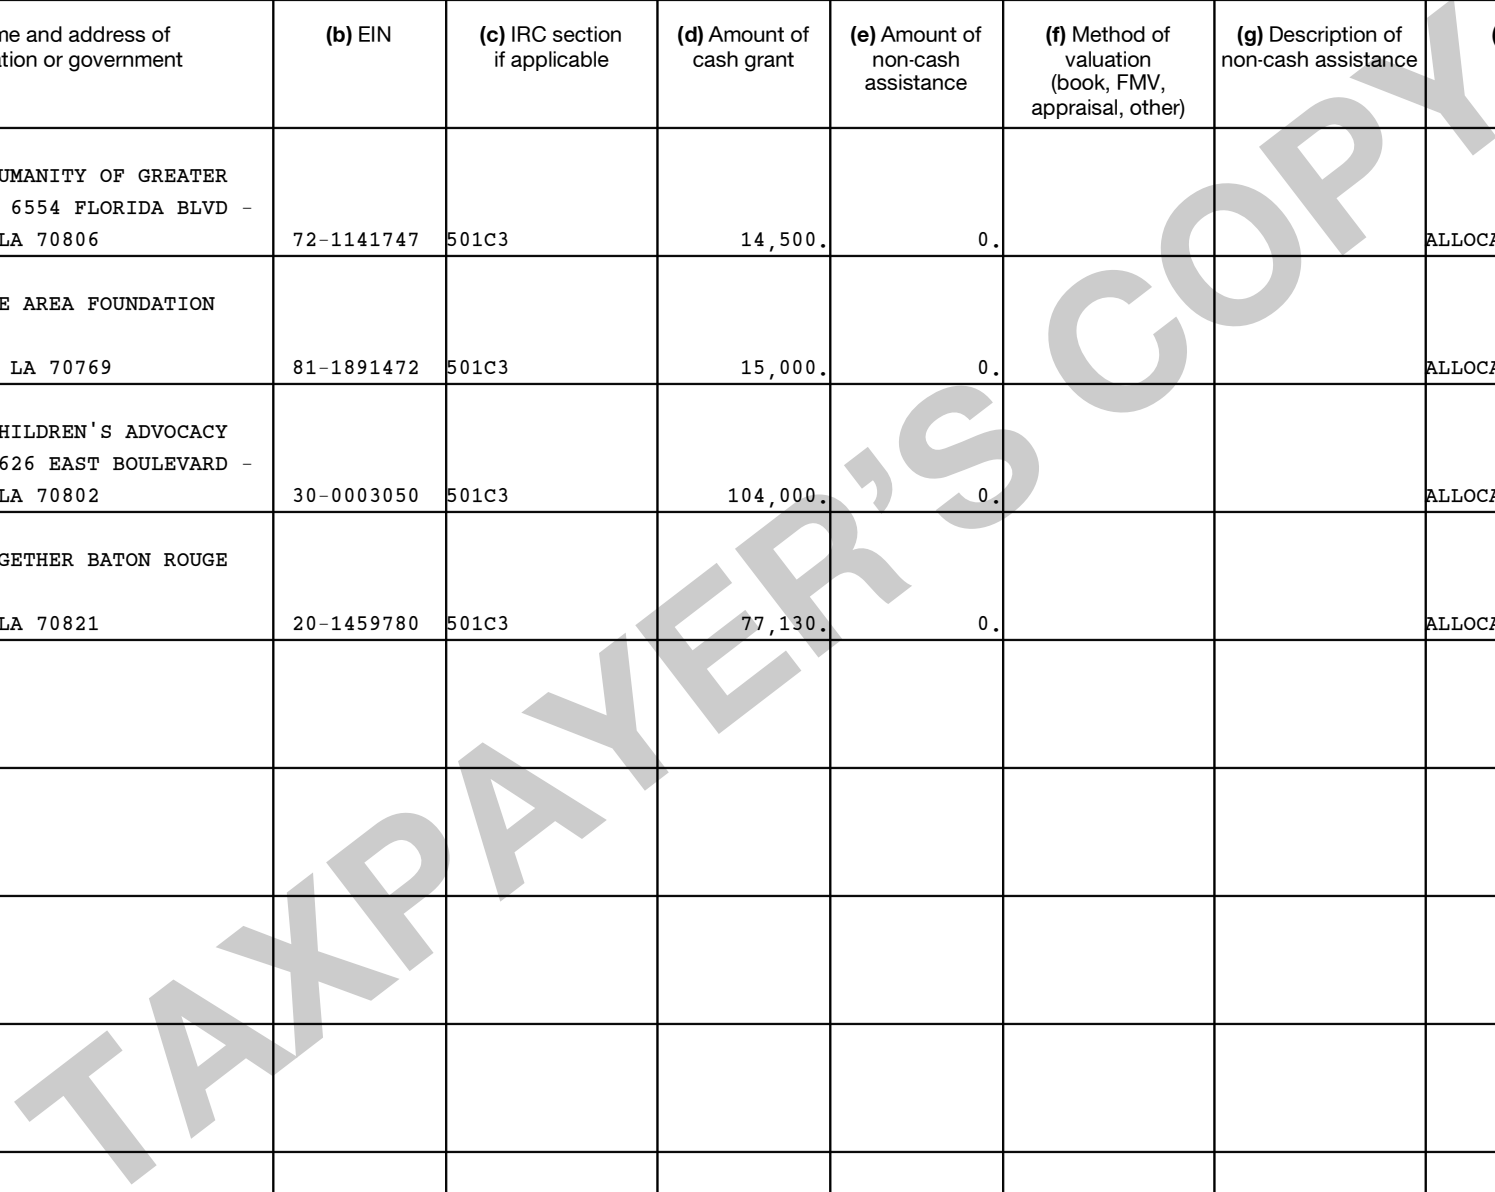 me and address of
tion or government
(b) EIN
(c) IRC section
if applicable
(d) Amount of
cash grant
(e) Amount of
non-cash
assistance
(f) Method of
valuation
(book, FMV,
appraisal, other)
(g) Description of
non-cash assistance
(
UMANITY OF GREATER
6554 FLORIDA BLVD -
LA 70806 72-1141747 501C3 14,500. 0. ALLOCA
E AREA FOUNDATION
LA 70769 81-1891472 501C3 15,000. 0. ALLOCA
HILDREN'S ADVOCACY
626 EAST BOULEVARD -
LA 70802 30-0003050 501C3 104,000. 0. ALLOCA
GETHER BATON ROUGE
LA 70821 20-1459780 501C3 77,130. 0. ALLOCA
TAXPAYER'S COPY